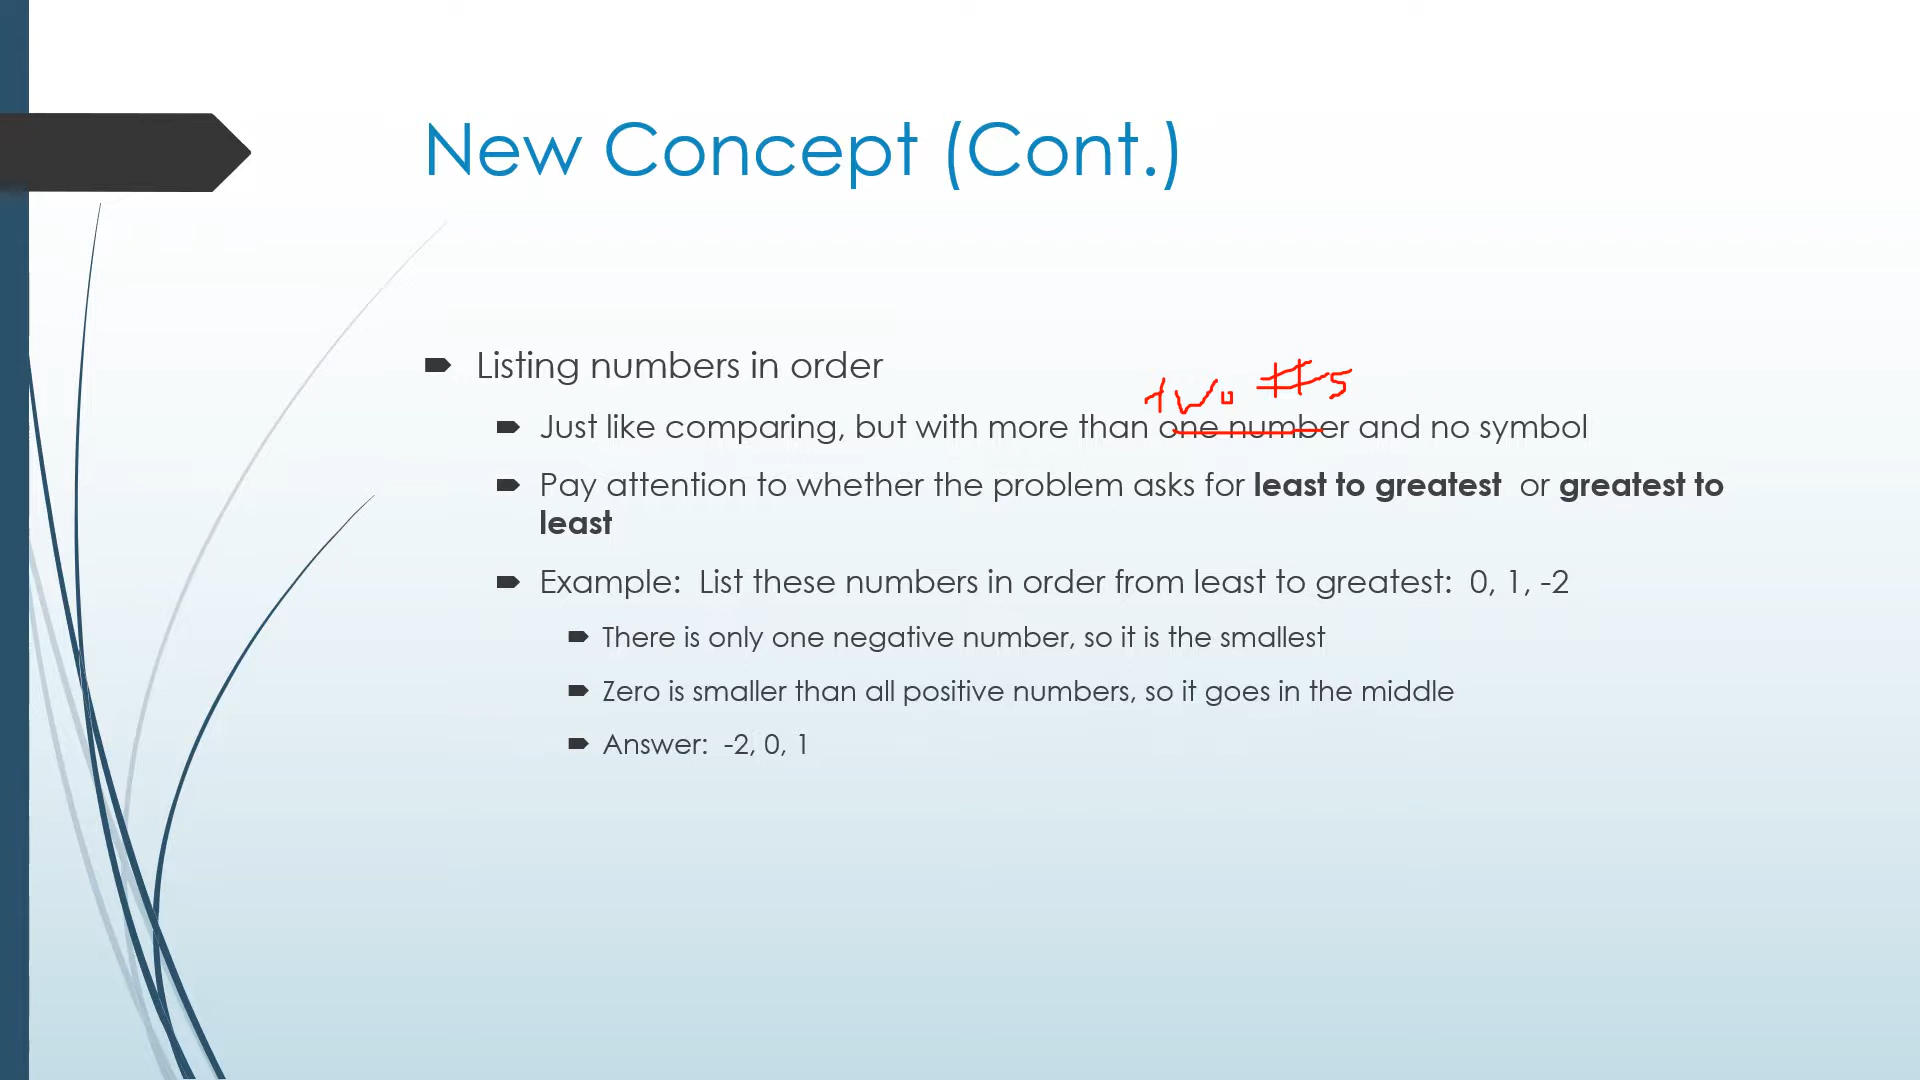 New Concept (Cont.)
Listing numbers in order
two #s
Just like comparing, but with more than one number and no symbol
Pay attention to whether the problem asks for least to greatest or greatest to
least
Example: List these numbers in order from least to greatest: 0, 1, -2
There is only one negative number, so it is the smallest
Zero is smaller than all positive numbers, so it goes in the middle
Answer: -2, 0, 1